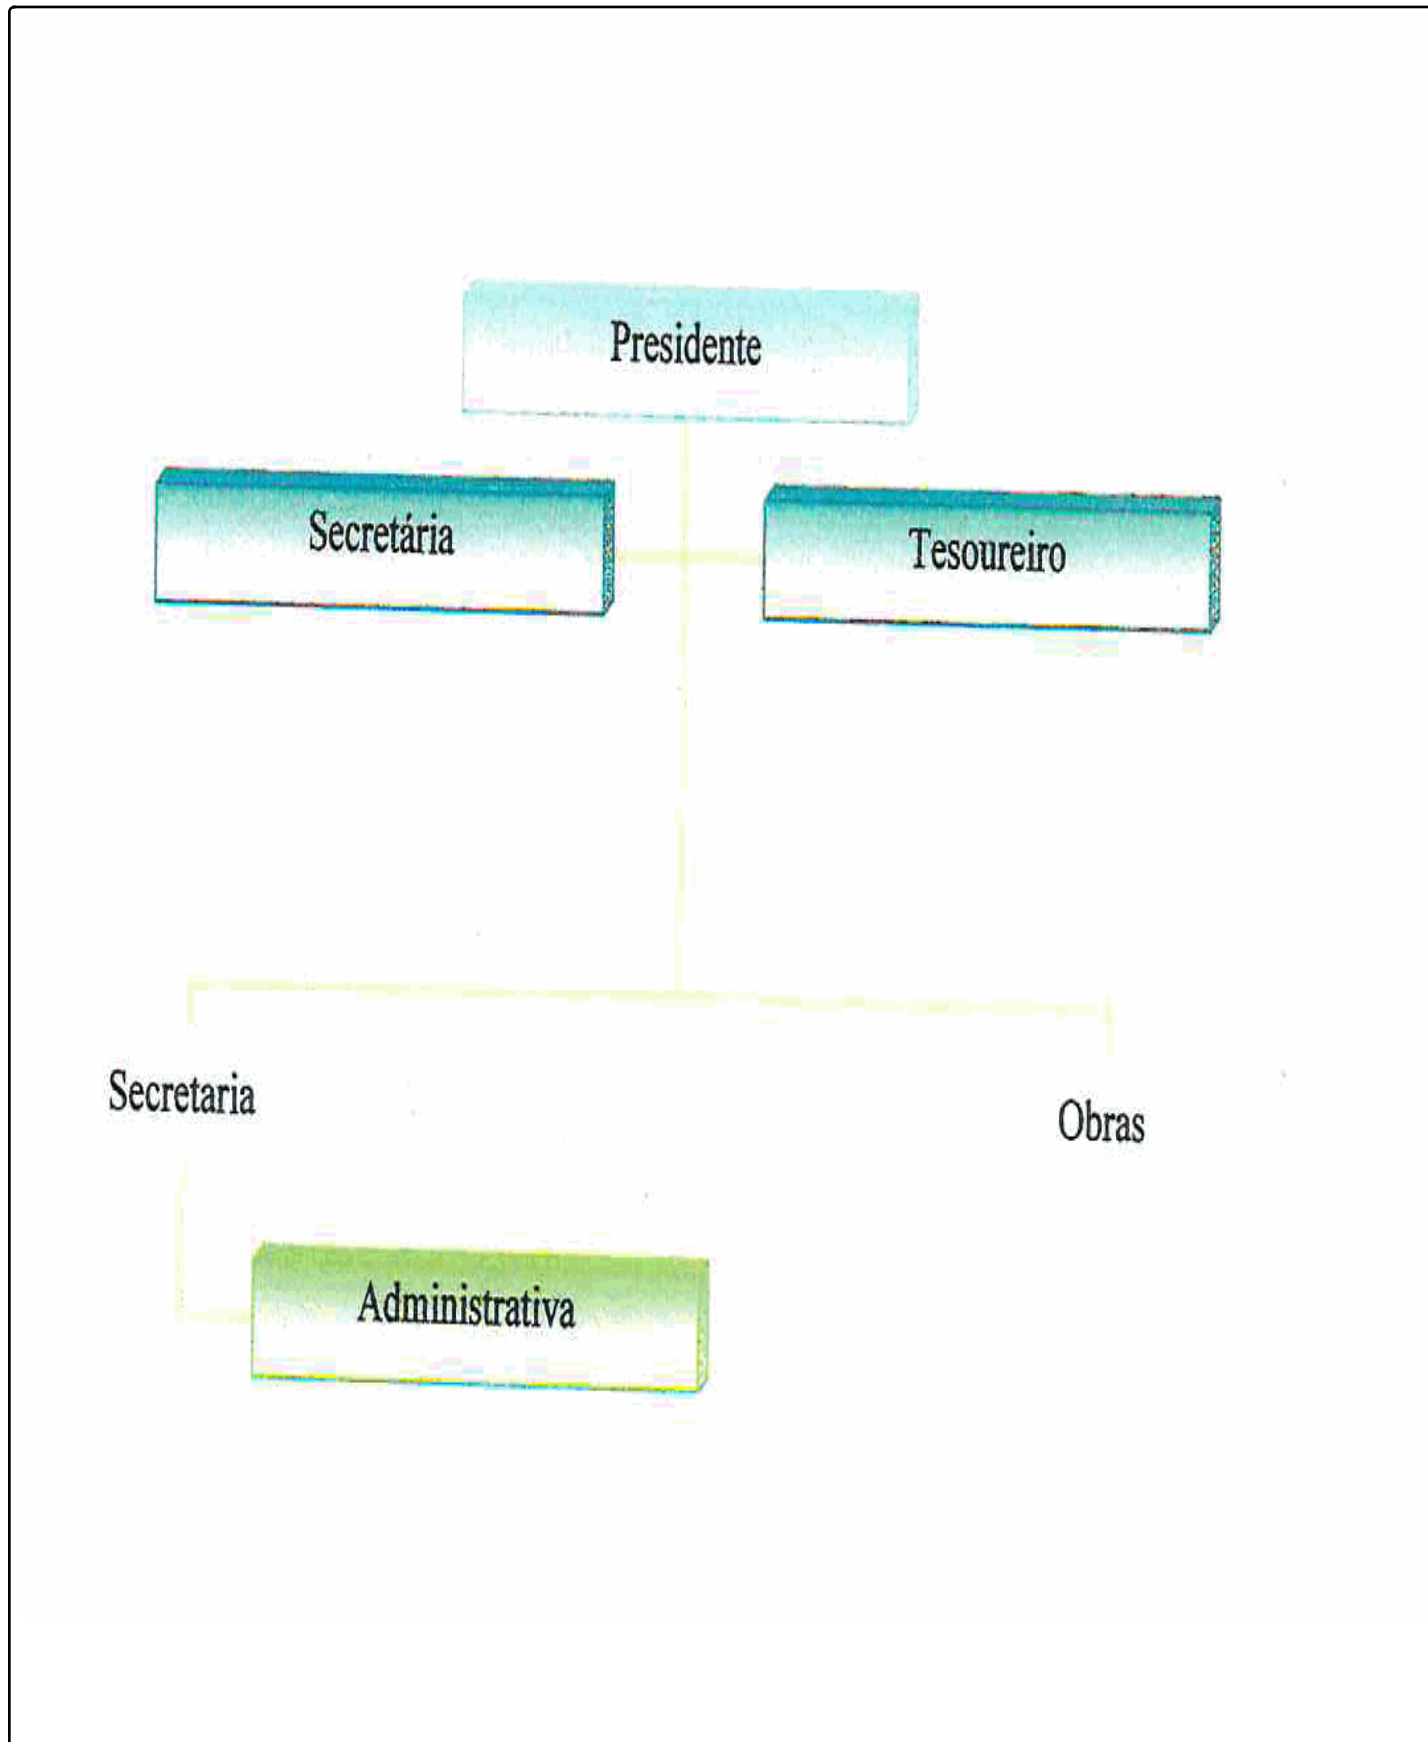 Presidente
Secretária
Tesoureiro
Secretaria
Obras
Administrativa